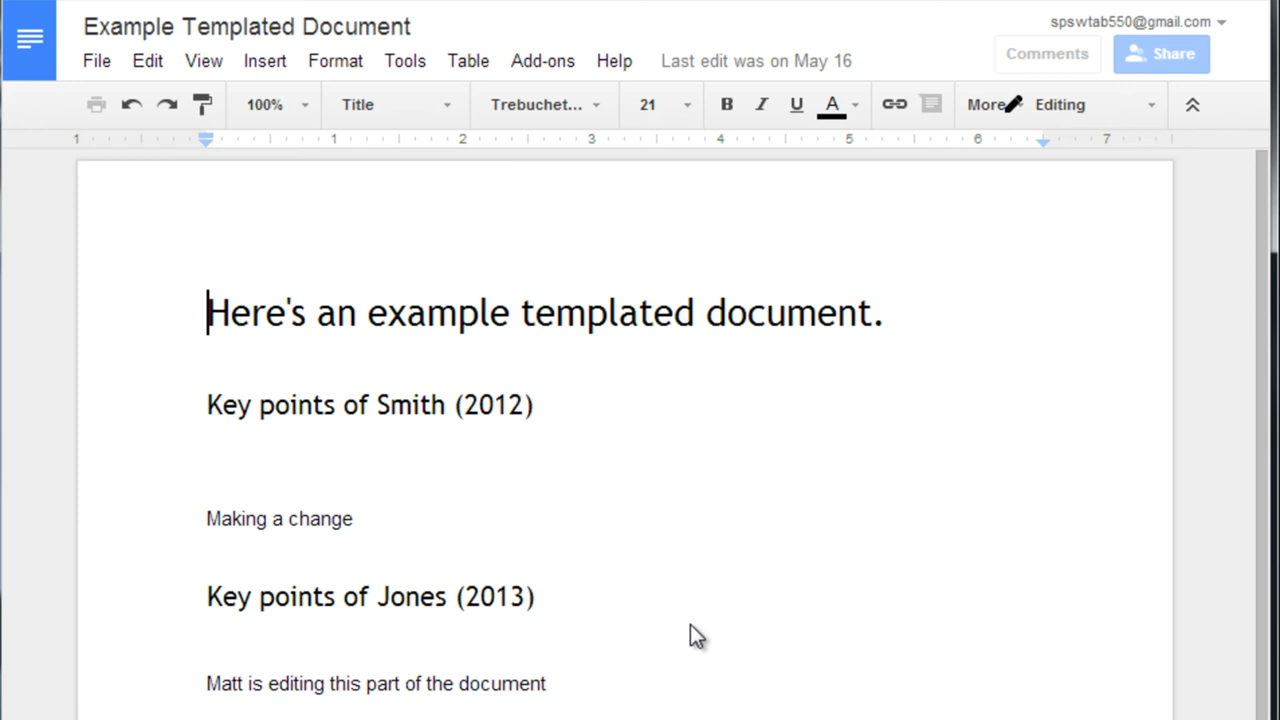 Example Templated Document
spswtab550@gmail.com
File Edit View Insert Format Tools Table Add-ons Help Last edit was on May 16
Comments Share
100% Title Trebuchet... 21 B I U A More Editing
1 1 2 3 4 5 6 7
Here's an example templated document.
Key points of Smith (2012)
Making a change
Key points of Jones (2013)
Matt is editing this part of the document